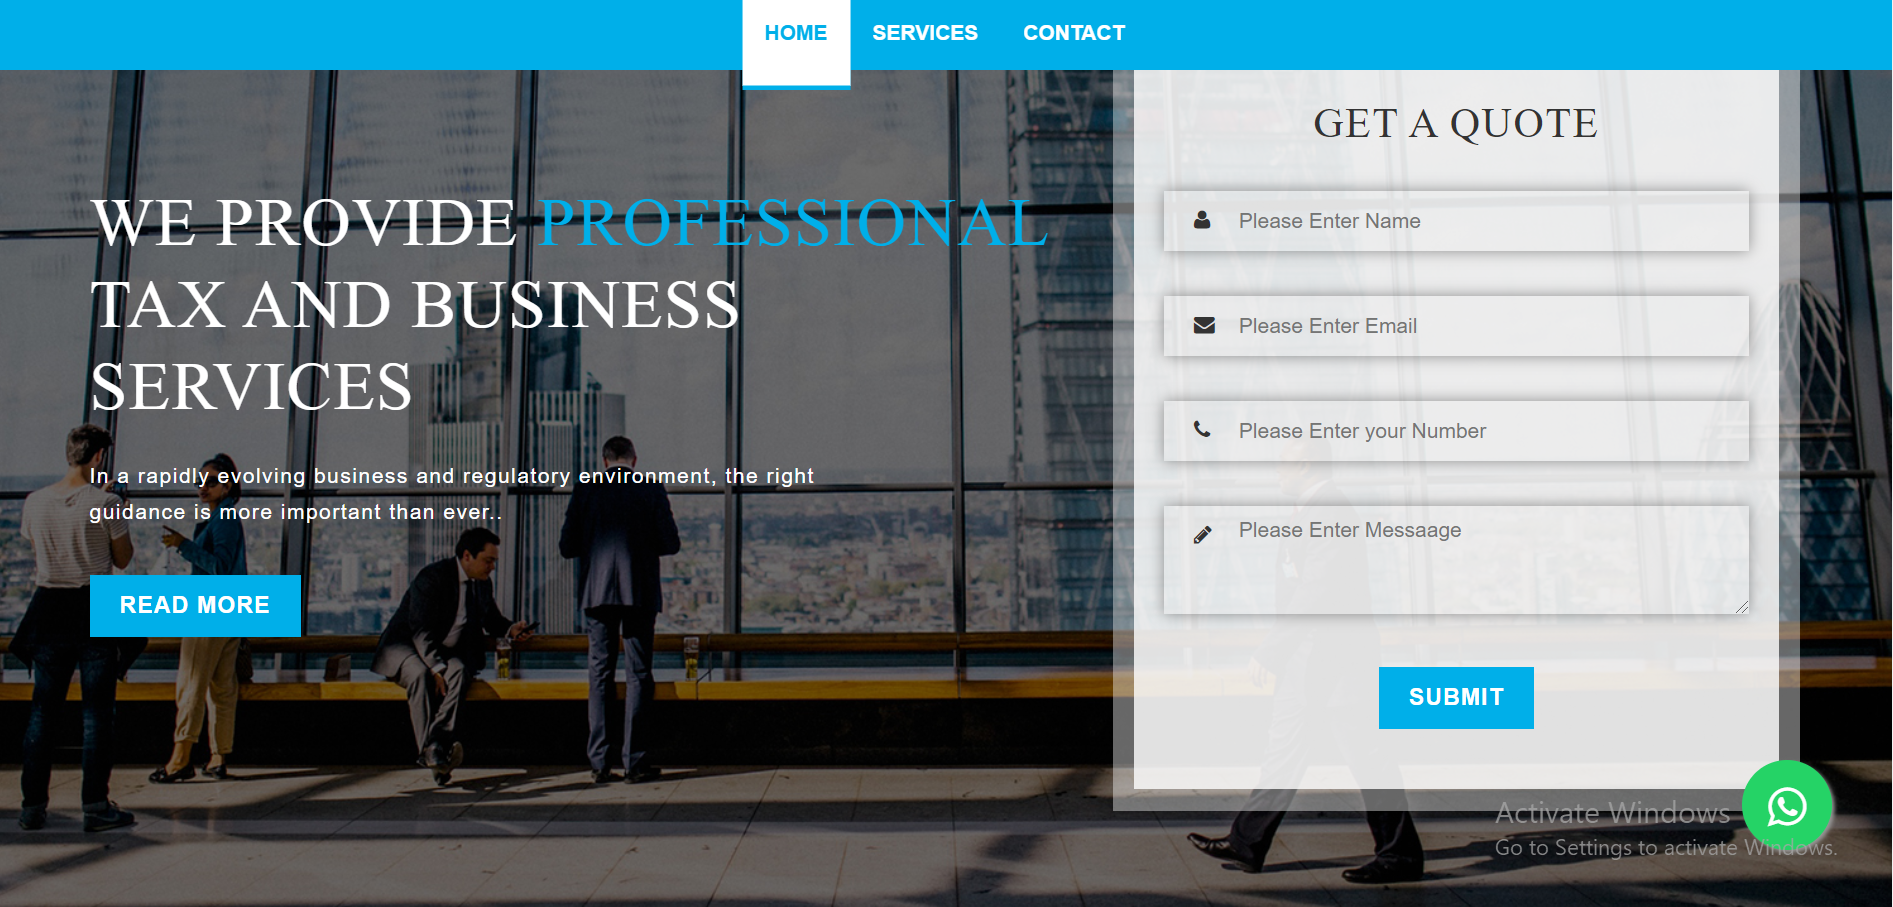 HOME SERVICES CONTACT
WE PROVIDE PROFESSIONAL
TAX AND BUSINESS
SERVICES
In a rapidly evolving business and regulatory environment, the right
guidance is more important than ever..
READ MORE
GET A QUOTE
Please Enter Name
Please Enter Email
Please Enter your Number
Please Enter Messaage
SUBMIT
Activate Windows
Go to Settings to activate Windows.